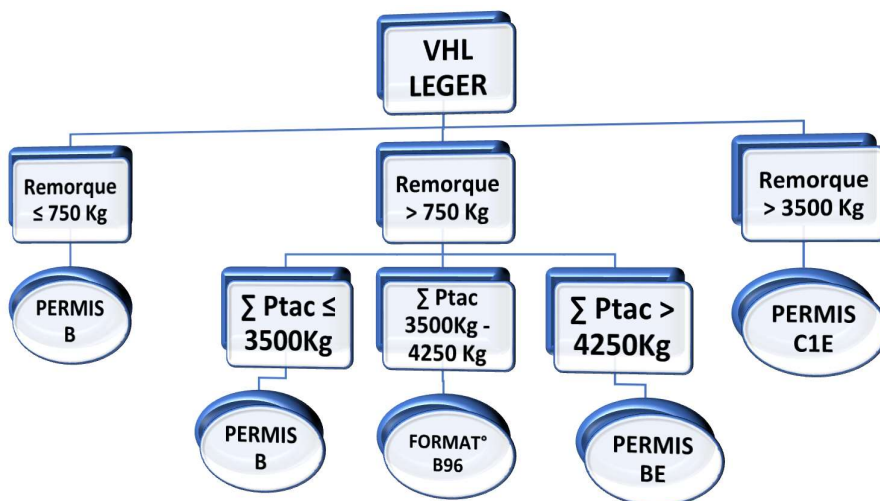 VHL
LEGER
Remorque
≤ 750 Kg
Remorque
> 750 Kg
Remorque
> 3500 Kg
PERMIS
B
∑ Ptac ≤
3500Kg
∑ Ptac
3500Kg -
4250 Kg
∑ Ptac >
4250Kg
PERMIS
C1E
PERMIS
B
FORMAT°
B96
PERMIS
BE